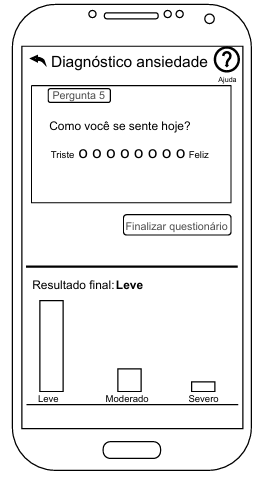 Diagnóstico ansiedade
?
Ajuda
Pergunta 5
Como você se sente hoje?
Triste O O O O O O O O Feliz
Finalizar questionário
Resultado final: Leve
Leve Moderado Severo